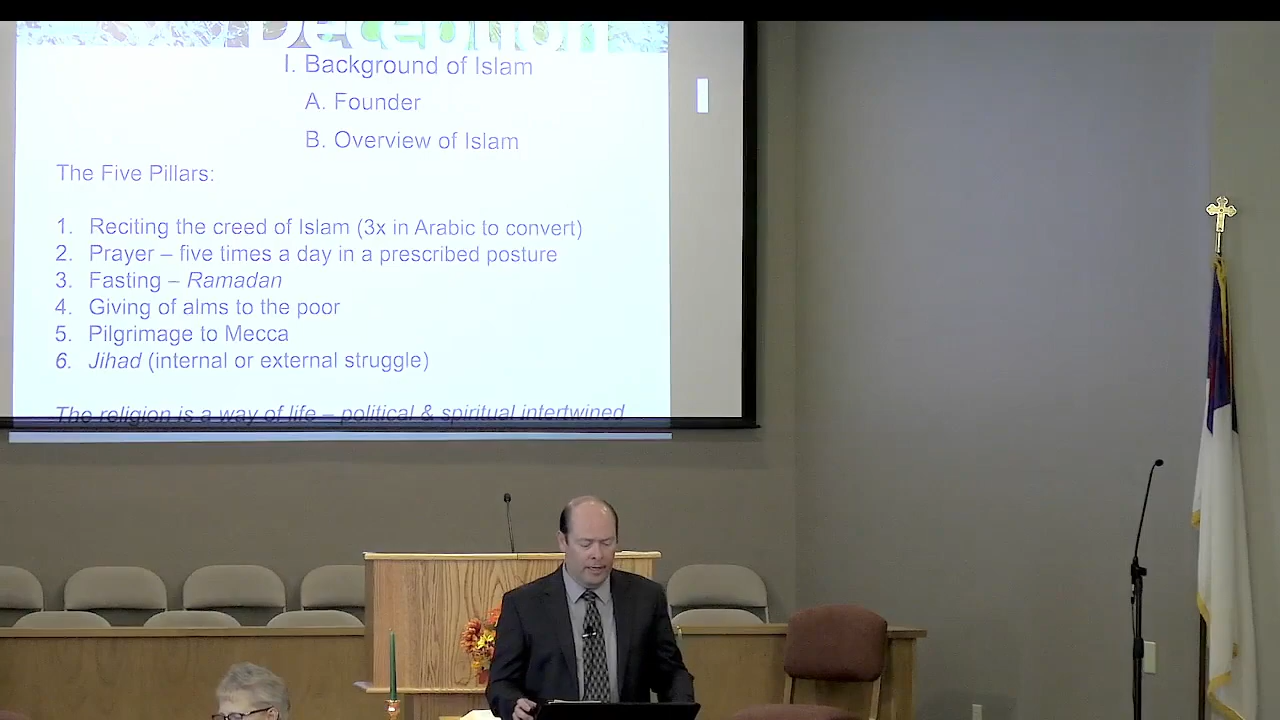 Deception
I. Background of Islam
A. Founder
B. Overview of Islam
The Five Pillars:
1. Reciting the creed of Islam (3x in Arabic to convert)
2. Prayer – five times a day in a prescribed posture
3. Fasting – Ramadan
4. Giving of alms to the poor
5. Pilgrimage to Mecca
6. Jihad (internal or external struggle)
The religion is a way of life – political & spiritual intertwined